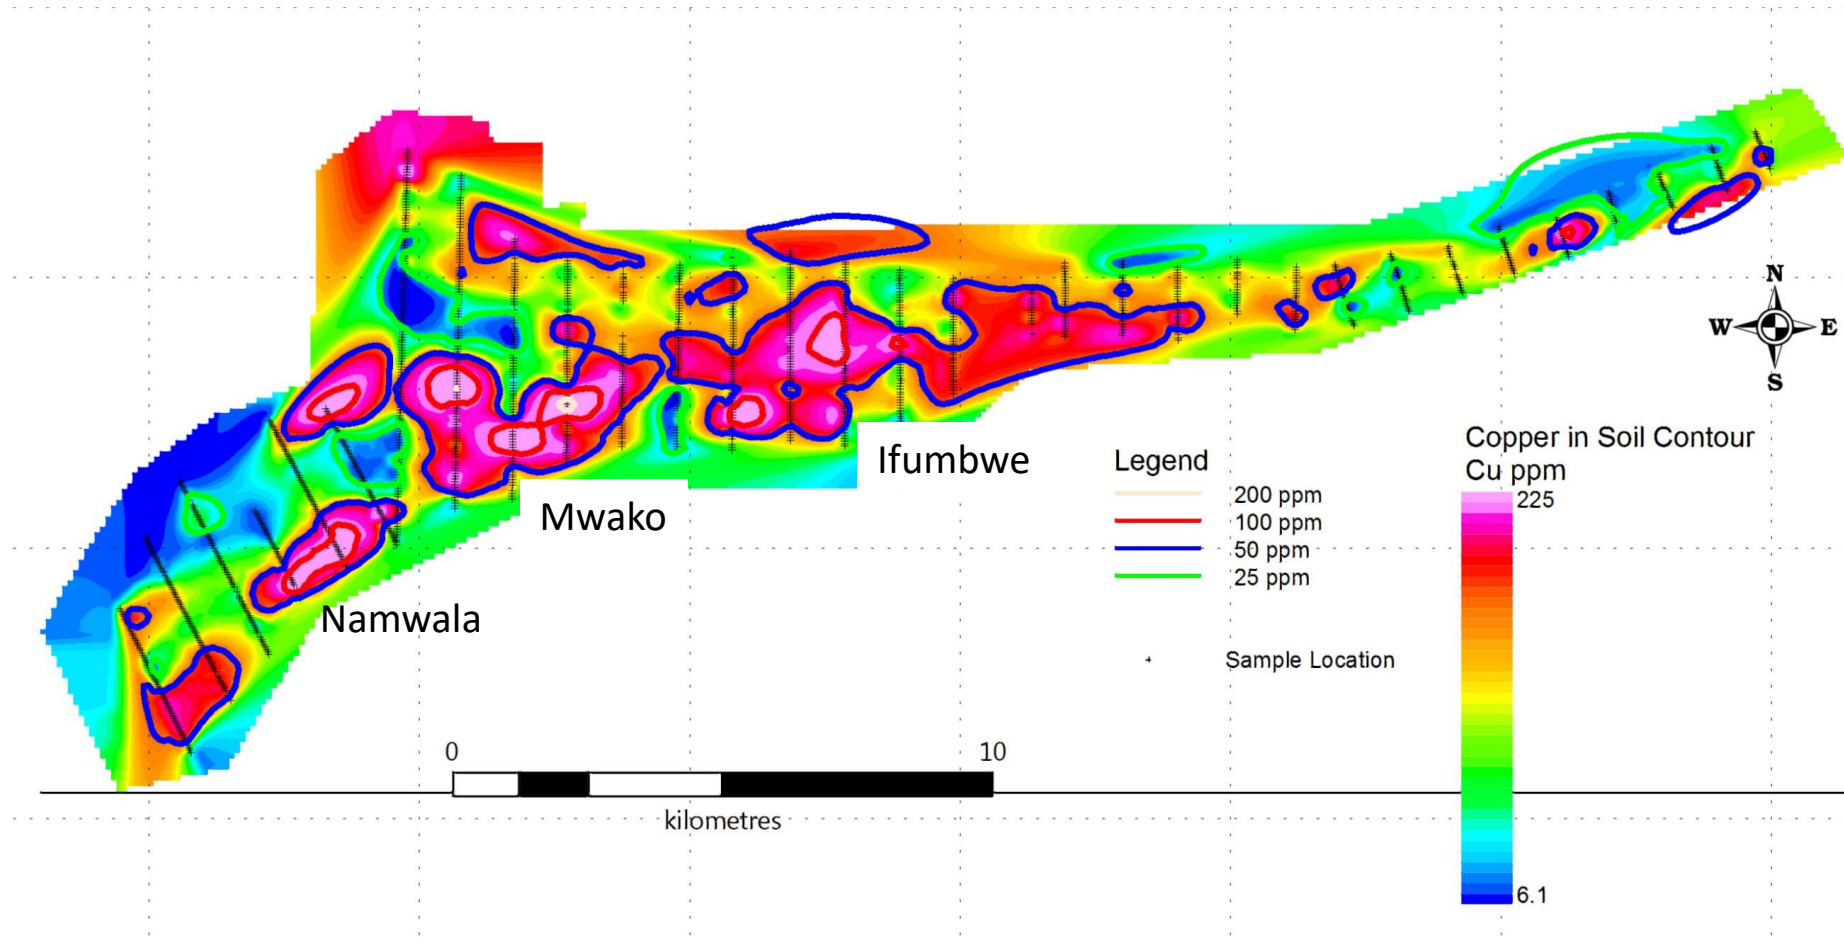 N
W E
S
Ifumbwe
Mwako
Namwala
Legend
200 ppm
100 ppm
50 ppm
25 ppm
Sample Location
Copper in Soil Contour
Cu ppm
225
6.1
0 10
kilometres